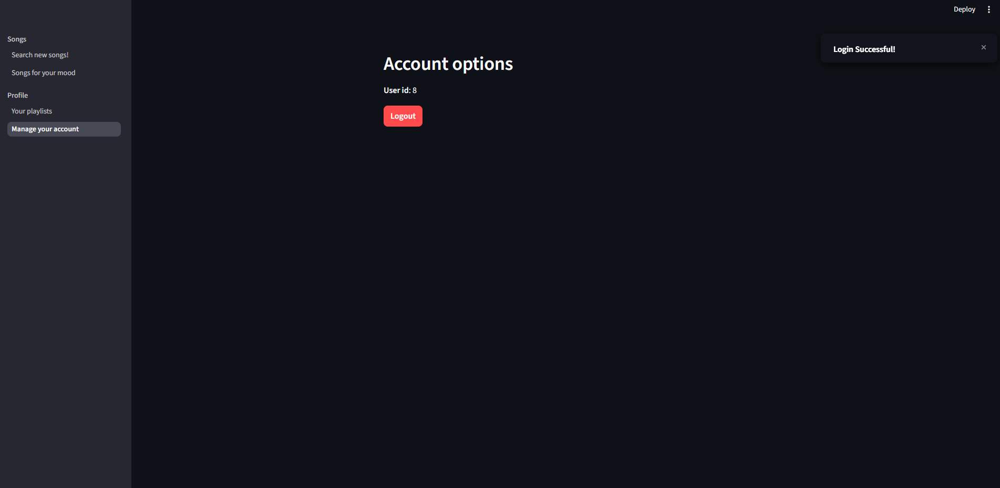 Deploy
Songs
Search new songs!
Songs for your mood
Profile
Your playlists
Manage your account
Account options
User id: 8
Logout
Login Successful!